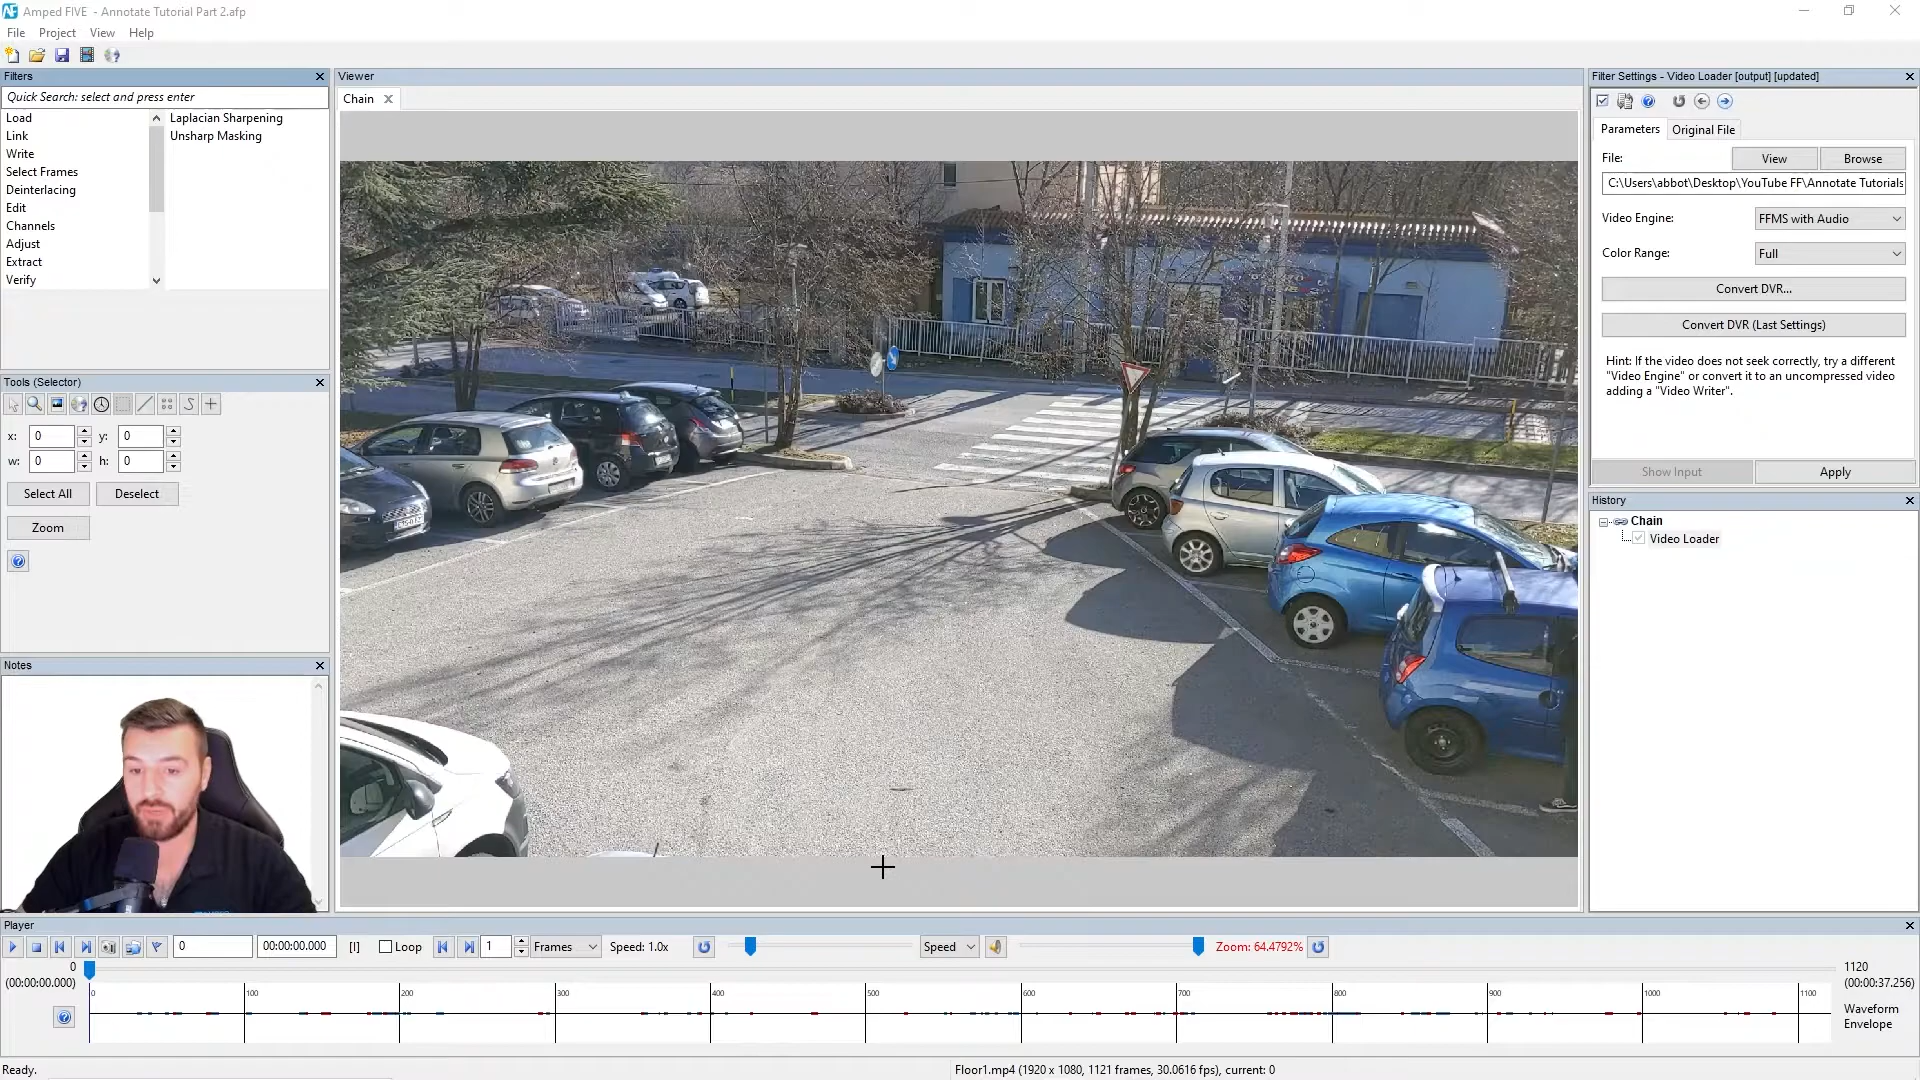 Amped FIVE - Annotate Tutorial Part 2.afp
File Project View Help
Filters
Quick Search: select and press enter
Load
Link
Write
Select Frames
Deinterlacing
Edit
Channels
Adjust
Extract
Verify
Laplacian Sharpening
Unsharp Masking
Tools (Selector)
x: 0 y: 0
w: 0 h: 0
Select All Deselect
Zoom
Notes
Viewer
Chain
Filter Settings - Video Loader [output] [updated]
Parameters Original File
File: View Browse
C:\Users\abbot\Desktop\YouTube FF\Annotate Tutorials
Video Engine: FFMS with Audio
Color Range: Full
Convert DVR...
Convert DVR (Last Settings)
Hint: If the video does not seek correctly, try a different
"Video Engine" or convert it to an uncompressed video
adding a "Video Writer".
Show Input Apply
History
Chain
Video Loader
Player
0 00:00:00.000 [I] Loop 1 Frames Speed: 1.0x Speed Zoom: 64.4792%
0
(00:00:00.000)
0 100 200 300 400 500 600 700 800 900 1000 1100
1120
(00:00:37.256)
Waveform
Envelope
Ready.
Floor1.mp4 (1920 x 1080, 1121 frames, 30.0616 fps), current: 0